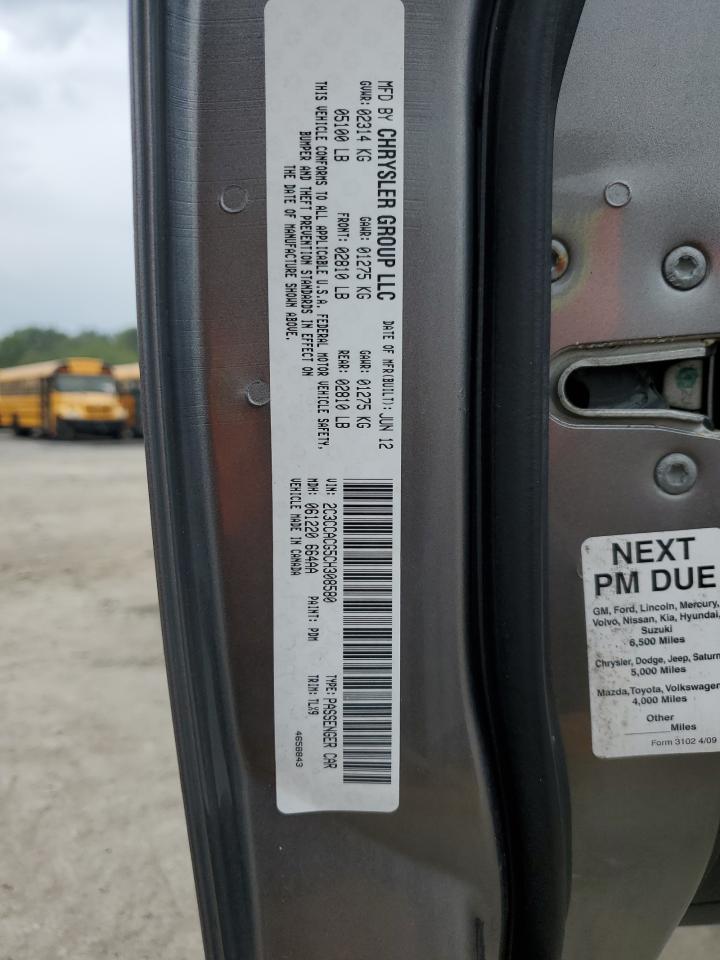 MFD BY CHRYSLER GROUP LLC DATE OF MFR(BUILT): JUN 12
GVWR: 02314 KG GAWR: 01275 KG GAWR: 01275 KG
05100 LB FRONT: 02810 LB REAR: 02810 LB
THIS VEHICLE CONFORMS TO ALL APPLICABLE U.S.A. FEDERAL MOTOR VEHICLE SAFETY,
BUMPER AND THEFT PREVENTION STANDARDS IN EFFECT ON
THE DATE OF MANUFACTURE SHOWN ABOVE.
VIN: 2C3CCACG5CH308580 TYPE: PASSENGER CAR
MDH: 061220 664AA PAINT: PDM TRIM: TLX9
VEHICLE MADE IN CANADA 4658843
NEXT
PM DUE
GM, Ford, Lincoln, Mercury,
Volvo, Nissan, Kia, Hyundai,
Suzuki
6,500 Miles
Chrysler, Dodge, Jeep, Saturn
5,000 Miles
Mazda, Toyota, Volkswagen
4,000 Miles
Other
Miles
Form 3102 4/09